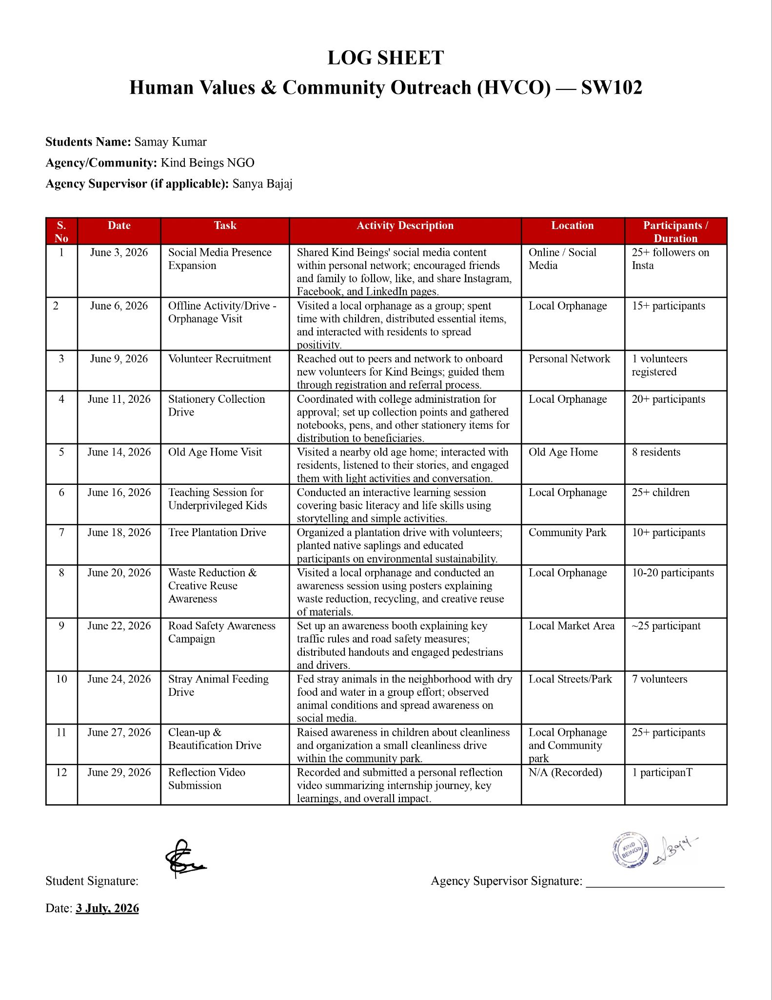 LOG SHEET
Human Values & Community Outreach (HVCO) — SW102
Students Name: Samay Kumar
Agency/Community: Kind Beings NGO
Agency Supervisor (if applicable): Sanya Bajaj
S. No Date Task Activity Description Location Participants / Duration
1 June 3, 2026 Social Media Presence Expansion Shared Kind Beings' social media content within personal network; encouraged friends and family to follow, like, and share Instagram, Facebook, and LinkedIn pages. Online / Social Media 25+ followers on Insta
2 June 6, 2026 Offline Activity/Drive - Orphanage Visit Visited a local orphanage as a group; spent time with children, distributed essential items, and interacted with residents to spread positivity. Local Orphanage 15+ participants
3 June 9, 2026 Volunteer Recruitment Reached out to peers and network to onboard new volunteers for Kind Beings; guided them through registration and referral process. Personal Network 1 volunteers registered
4 June 11, 2026 Stationery Collection Drive Coordinated with college administration for approval; set up collection points and gathered notebooks, pens, and other stationery items for distribution to beneficiaries. Local Orphanage 20+ participants
5 June 14, 2026 Old Age Home Visit Visited a nearby old age home; interacted with residents, listened to their stories, and engaged them with light activities and conversation. Old Age Home 8 residents
6 June 16, 2026 Teaching Session for Underprivileged Kids Conducted an interactive learning session covering basic literacy and life skills using storytelling and simple activities. Local Orphanage 25+ children
7 June 18, 2026 Tree Plantation Drive Organized a plantation drive with volunteers; planted native saplings and educated participants on environmental sustainability. Community Park 10+ participants
8 June 20, 2026 Waste Reduction & Creative Reuse Awareness Visited a local orphanage and conducted an awareness session using posters explaining waste reduction, recycling, and creative reuse of materials. Local Orphanage 10-20 participants
9 June 22, 2026 Road Safety Awareness Campaign Set up an awareness booth explaining key traffic rules and road safety measures; distributed handouts and engaged pedestrians and drivers. Local Market Area ~25 participant
10 June 24, 2026 Stray Animal Feeding Drive Fed stray animals in the neighborhood with dry food and water in a group effort; observed animal conditions and spread awareness on social media. Local Streets/Park 7 volunteers
11 June 27, 2026 Clean-up & Beautification Drive Raised awareness in children about cleanliness and organization a small cleanliness drive within the community park. Local Orphanage and Community park 25+ participants
12 June 29, 2026 Reflection Video Submission Recorded and submitted a personal reflection video summarizing internship journey, key learnings, and overall impact. N/A (Recorded) 1 participanT
KIND BEINGS
Bajaj
Student Signature:
Agency Supervisor Signature:
Date: 3 July, 2026